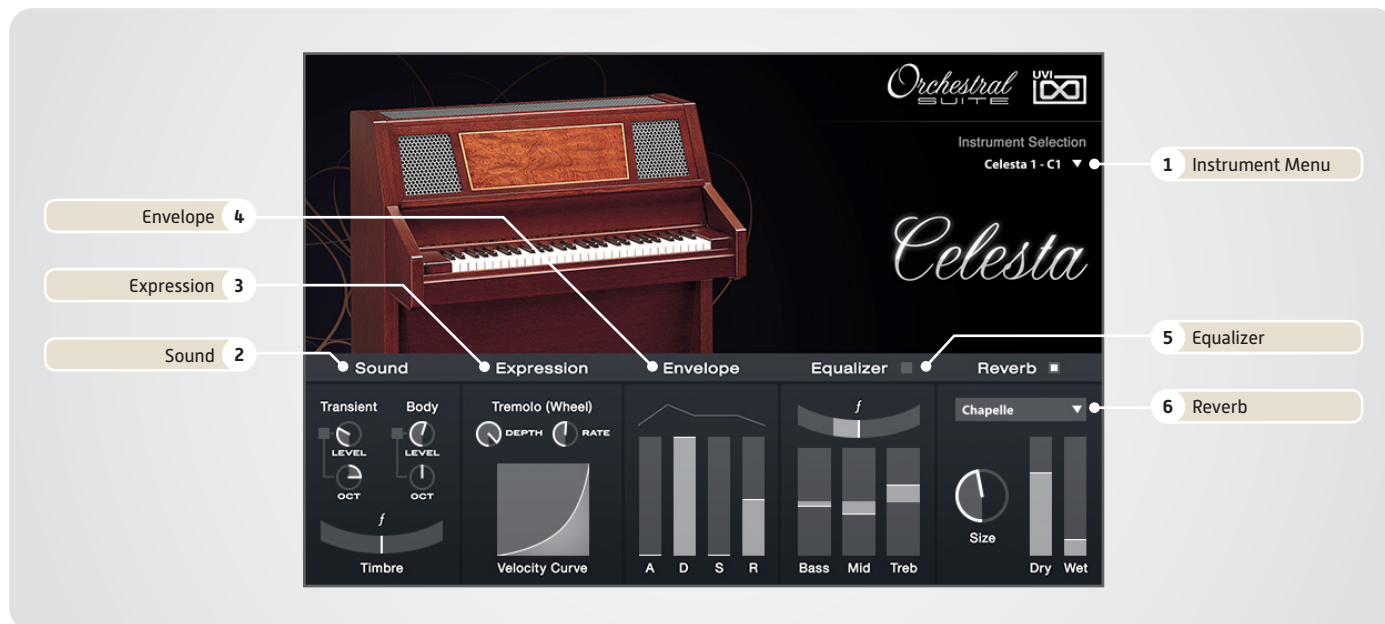 Orchestral
SUITE
UVI
Instrument Selection
Celesta 1 - C1
1 Instrument Menu
Envelope 4
Celesta
Expression 3
5 Equalizer
Sound 2
Sound
Expression
Envelope
Equalizer
Reverb
6 Reverb
Transient
Body
LEVEL
LEVEL
OCT
OCT
f
Timbre
Tremolo (Wheel)
DEPTH
RATE
Velocity Curve
A D S R
f
Bass Mid Treb
Chapelle
Size
Dry Wet